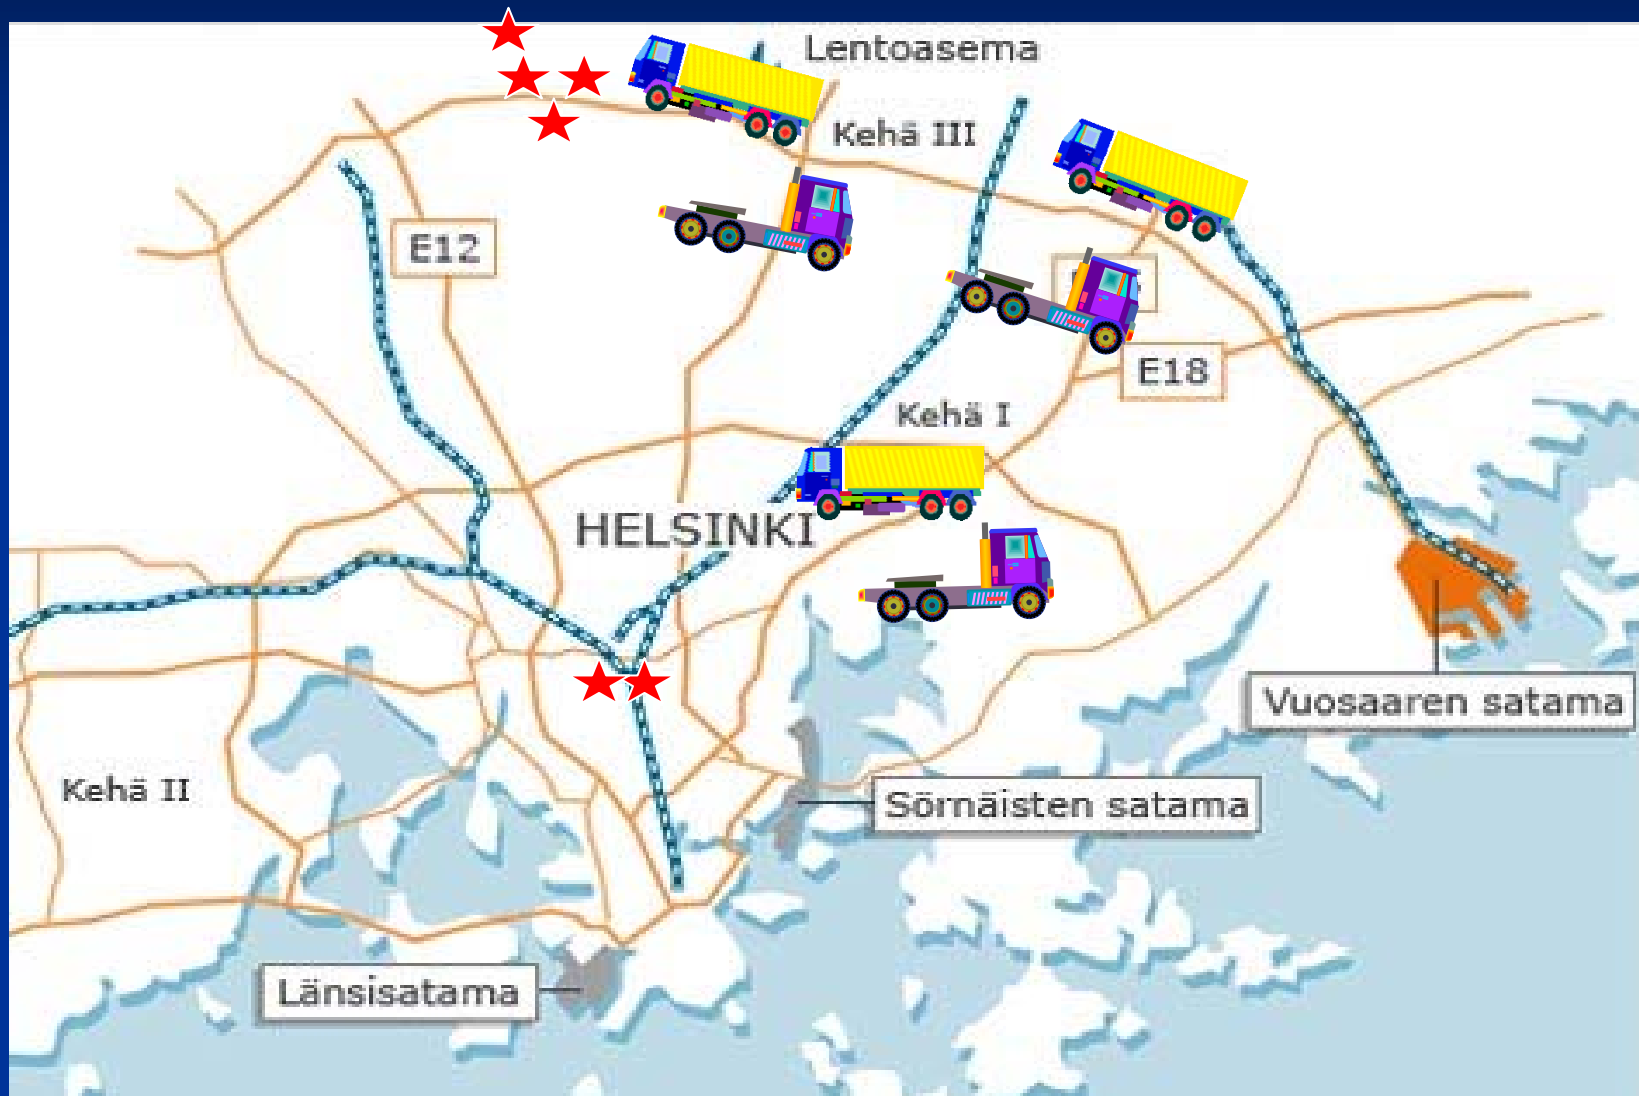 Lentoasema
Kehä III
E12
E18
Kehä I
HELSINKI
Vuosaaren satama
Kehä II
Sörnäisten satama
Länsisatama